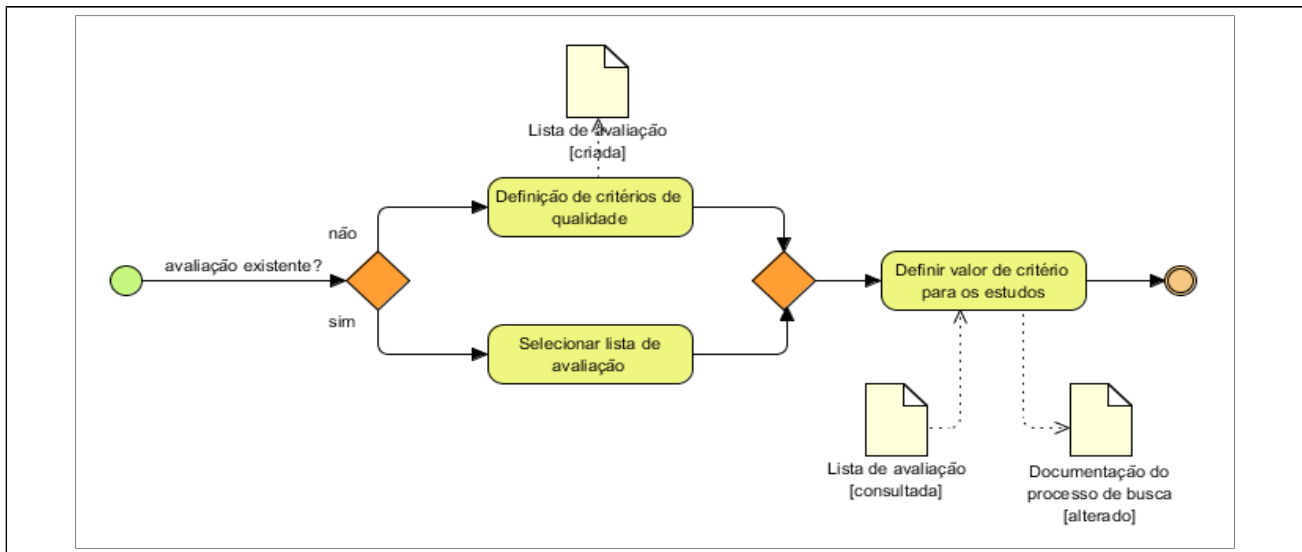 Lista de avaliação
[criada]
Definição de critérios de
qualidade
não
avaliação existente?
sim
Selecionar lista de
avaliação
Definir valor de critério
para os estudos
Lista de avaliação
[consultada]
Documentação do
processo de busca
[alterado]